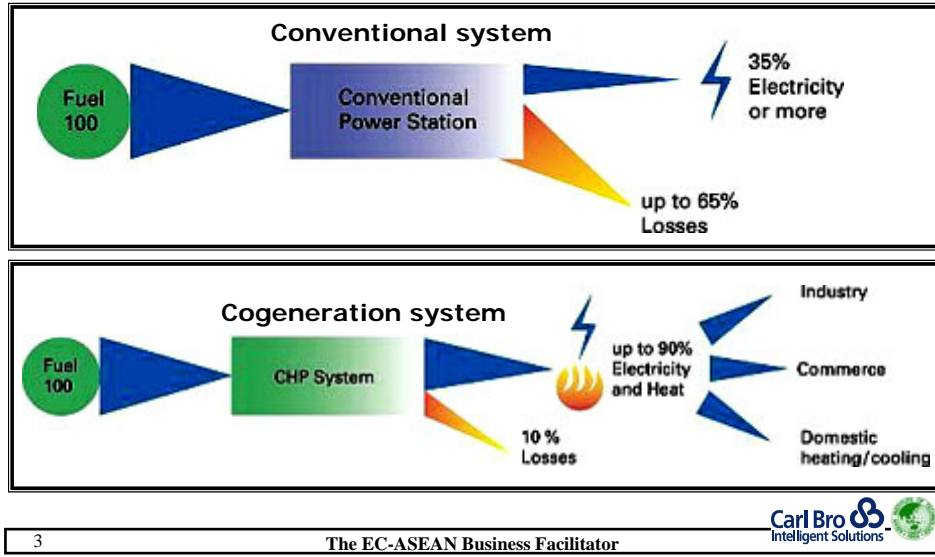 Conventional system
Fuel
100
Conventional
Power Station
35%
Electricity
or more
up to 65%
Losses
Cogeneration system
Fuel
100
CHP System
up to 90%
Electricity
and Heat
10 %
Losses
Industry
Commerce
Domestic
heating/cooling
Carl Bro
Intelligent Solutions
3
The EC-ASEAN Business Facilitator